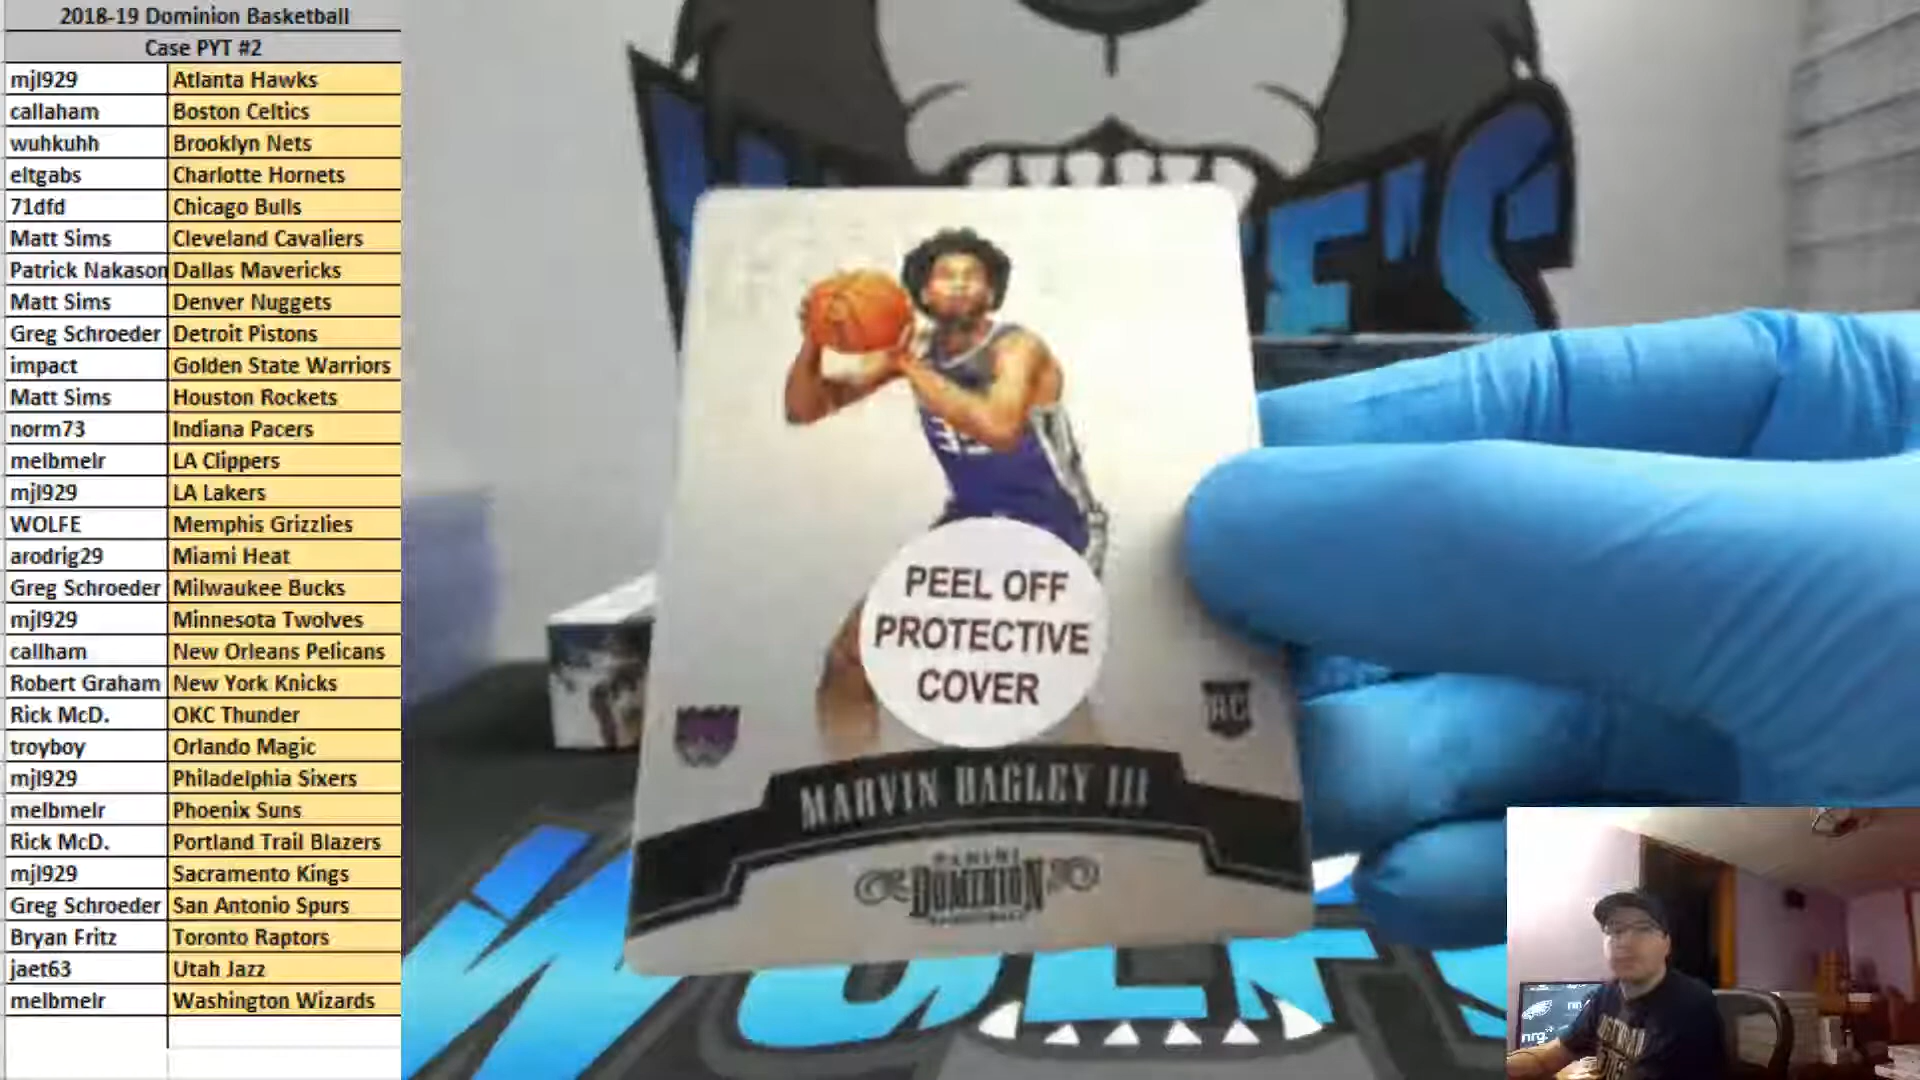 2018-19 Dominion Basketball
Case PYT #2
mjl929 Atlanta Hawks
callaham Boston Celtics
wuhkuhh Brooklyn Nets
eltgabs Charlotte Hornets
71dfd Chicago Bulls
Matt Sims Cleveland Cavaliers
Patrick Nakason Dallas Mavericks
Matt Sims Denver Nuggets
Greg Schroeder Detroit Pistons
impact Golden State Warriors
Matt Sims Houston Rockets
norm73 Indiana Pacers
melbmelr LA Clippers
mjl929 LA Lakers
WOLFE Memphis Grizzlies
arodrig29 Miami Heat
Greg Schroeder Milwaukee Bucks
mjl929 Minnesota Twolves
callham New Orleans Pelicans
Robert Graham New York Knicks
Rick McD. OKC Thunder
troyboy Orlando Magic
mjl929 Philadelphia Sixers
melbmelr Phoenix Suns
Rick McD. Portland Trail Blazers
mjl929 Sacramento Kings
Greg Schroeder San Antonio Spurs
Bryan Fritz Toronto Raptors
jaet63 Utah Jazz
melbmelr Washington Wizards
35
PEEL OFF
PROTECTIVE
COVER
RC
MARVIN BAGLEY III
PANINI
DOMINION
BASKETBALL
nrg